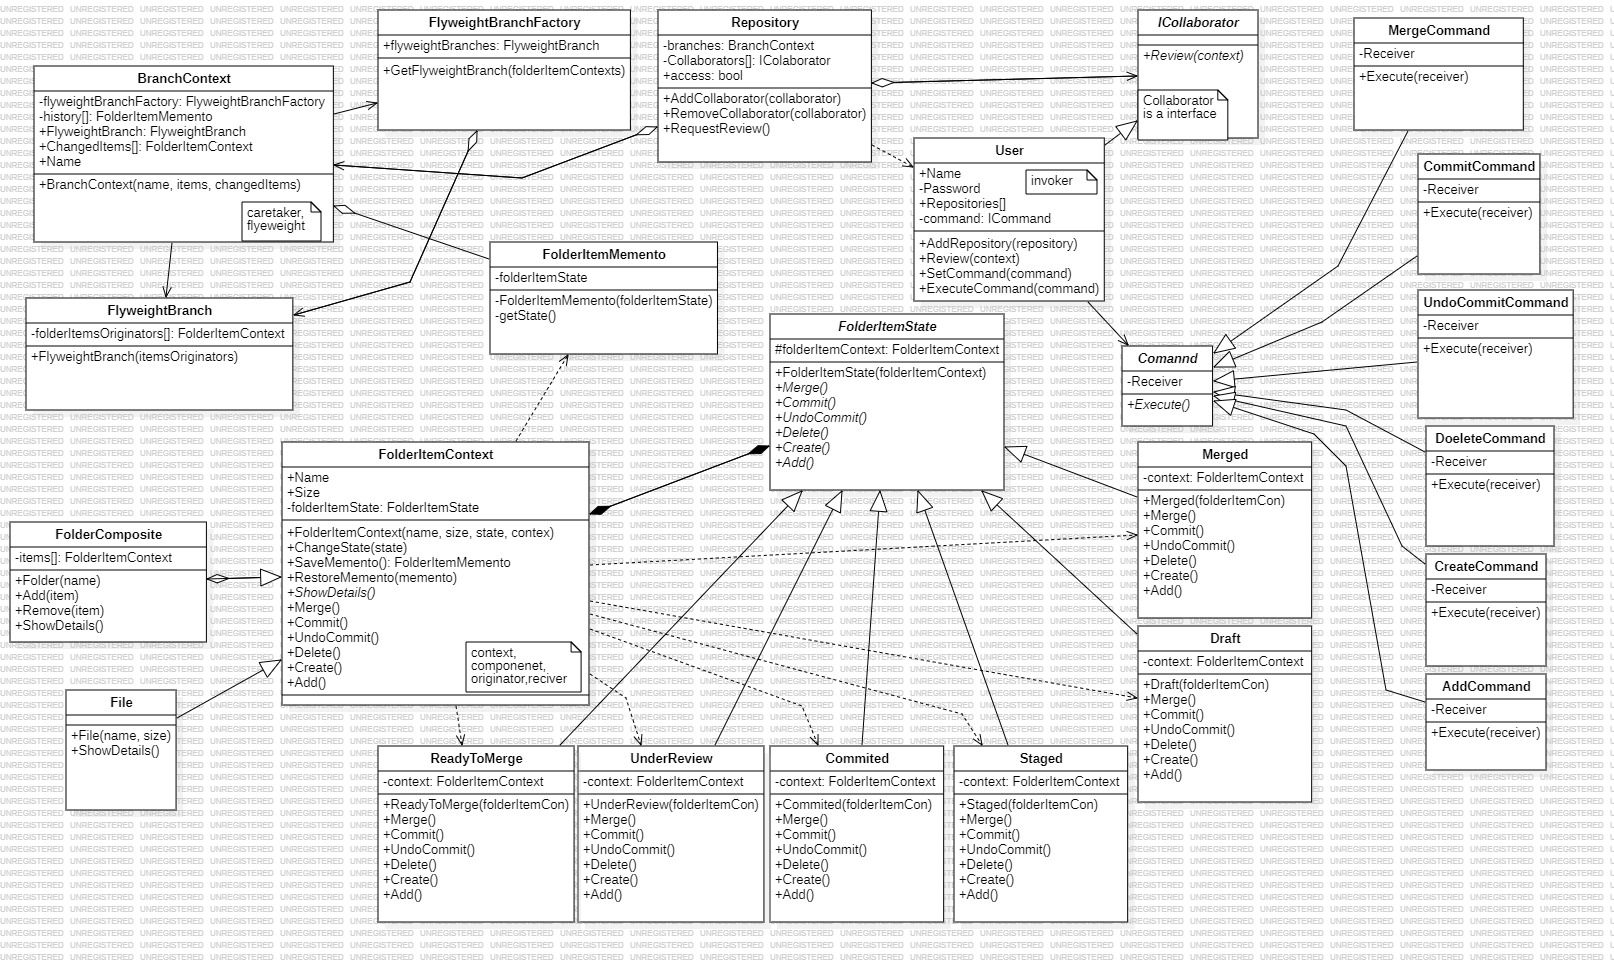 FlyweightBranchFactory
+flyweightBranches: FlyweightBranch
+GetFlyweightBranch(folderItemContexts)
Repository
-branches: BranchContext
-Collaborators[]: IColaborator
+access: bool
+AddCollaborator(collaborator)
+RemoveCollaborator(collaborator)
+RequestReview()
ICollaborator
+Review(context)
Collaborator
is a interface
MergeCommand
-Receiver
+Execute(receiver)
BranchContext
-flyweightBranchFactory: FlyweightBranchFactory
-history[]: FolderItemMemento
+FlyweightBranch: FlyweightBranch
+ChangedItems[]: FolderItemContext
+Name
+BranchContext(name, items, changedItems)
caretaker,
flyeweight
User
+Name
-Password
+Repositories[]
-command: ICommand
+AddRepository(repository)
+Review(context)
+SetCommand(command)
+ExecuteCommand(command)
invoker
CommitCommand
-Receiver
+Execute(receiver)
FolderItemMemento
-folderItemState
-FolderItemMemento(folderItemState)
-getState()
FlyweightBranch
-folderItemsOriginators[]: FolderItemContext
+FlyweightBranch(itemsOriginators)
UndoCommitCommand
-Receiver
+Execute(receiver)
FolderItemState
#folderItemContext: FolderItemContext
+FolderItemState(folderItemContext)
+Merge()
+Commit()
+UndoCommit()
+Delete()
+Create()
+Add()
Comannd
-Receiver
+Execute()
DoeleteCommand
-Receiver
+Execute(receiver)
FolderItemContext
+Name
+Size
-folderItemState: FolderItemState
+FolderItemContext(name, size, state, contex)
+ChangeState(state)
+SaveMemento(): FolderItemMemento
+RestoreMemento(memento)
+ShowDetails()
+Merge()
+Commit()
+UndoCommit()
+Delete()
+Create()
+Add()
context,
componenet,
originator,reciver
Merged
-context: FolderItemContext
+Merged(folderItemCon)
+Merge()
+Commit()
+UndoCommit()
+Delete()
+Create()
+Add()
FolderComposite
-items[]: FolderItemContext
+Folder(name)
+Add(item)
+Remove(item)
+ShowDetails()
CreateCommand
-Receiver
+Execute(receiver)
Draft
-context: FolderItemContext
+Draft(folderItemCon)
+Merge()
+Commit()
+UndoCommit()
+Delete()
+Create()
+Add()
AddCommand
-Receiver
+Execute(receiver)
File
+File(name, size)
+ShowDetails()
ReadyToMerge
-context: FolderItemContext
+ReadyToMerge(folderItemCon)
+Merge()
+Commit()
+UndoCommit()
+Delete()
+Create()
+Add()
UnderReview
-context: FolderItemContext
+UnderReview(folderItemCon)
+Merge()
+Commit()
+UndoCommit()
+Delete()
+Create()
+Add()
Commited
-context: FolderItemContext
+Commited(folderItemCon)
+Merge()
+Commit()
+UndoCommit()
+Delete()
+Create()
+Add()
Staged
-context: FolderItemContext
+Staged(folderItemCon)
+Merge()
+Commit()
+UndoCommit()
+Delete()
+Create()
+Add()
UNREGISTERED